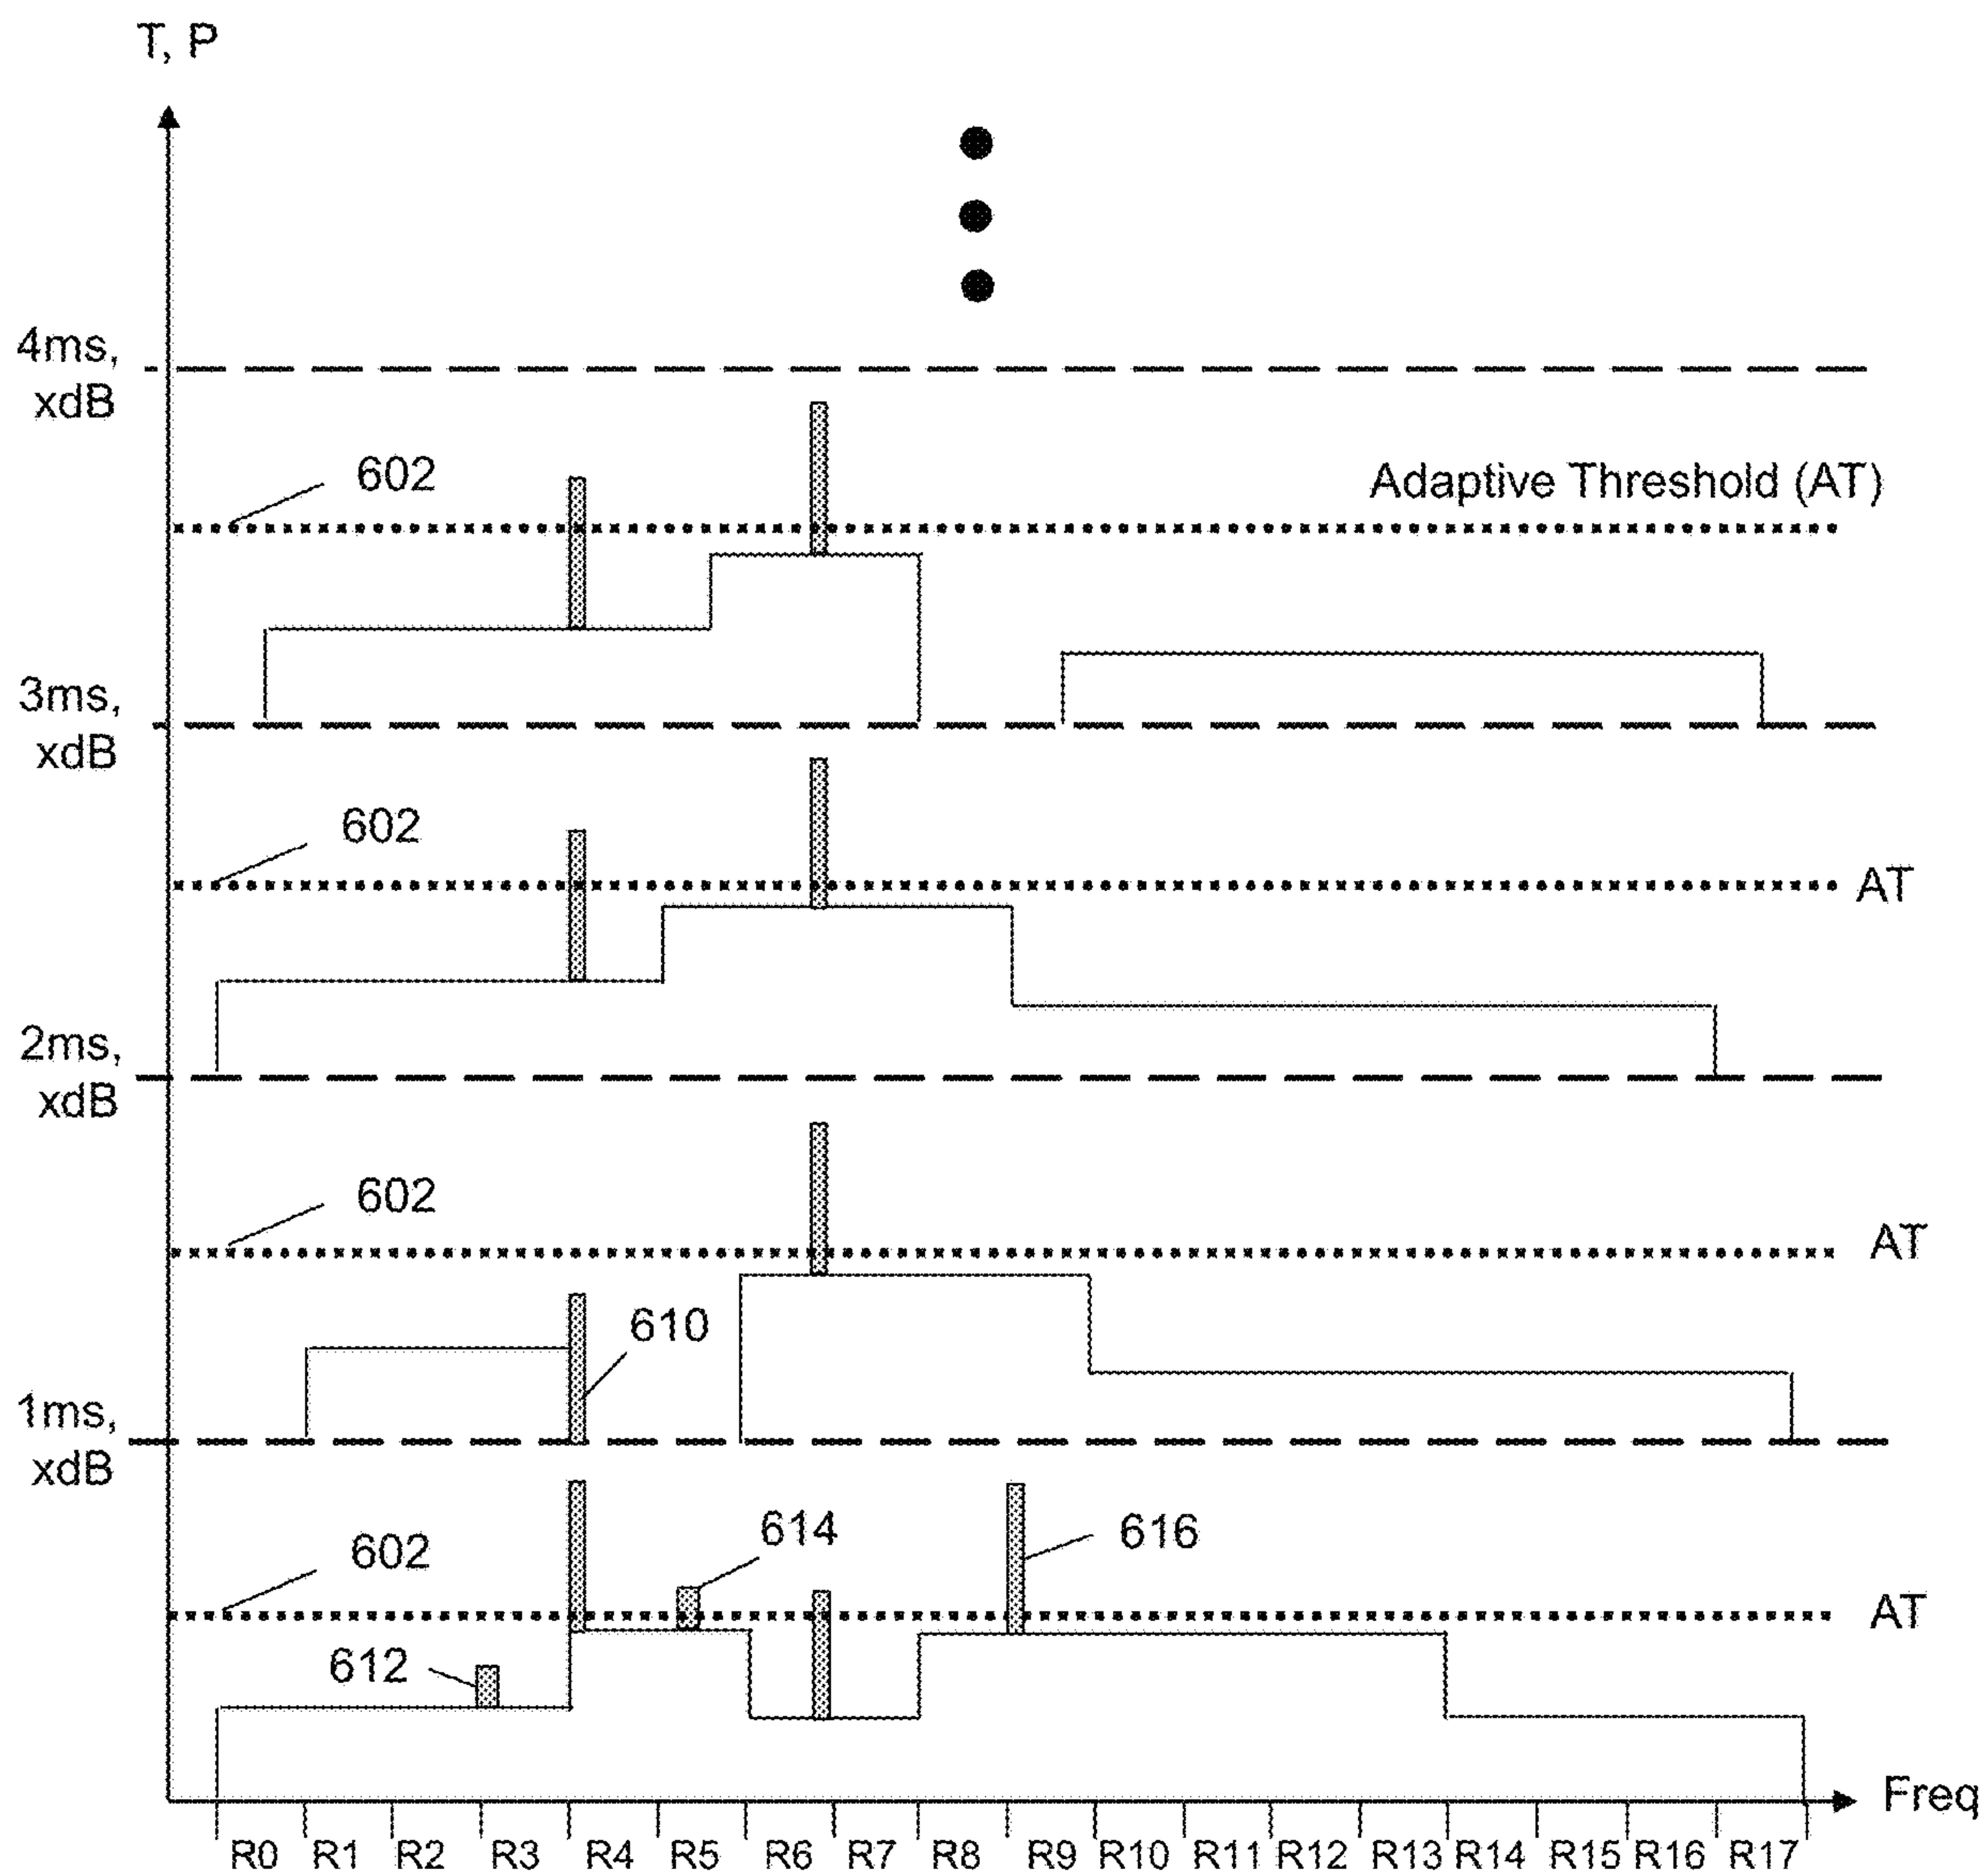 T, P
4ms,
xdB
602
Adaptive Threshold (AT)
3ms,
xdB
602
AT
2ms,
xdB
602
AT
610
1ms,
xdB
602
614
616
AT
612
Freq
R0 R1 R2 R3 R4 R5 R6 R7 R8 R9 R10 R11 R12 R13 R14 R15 R16 R17